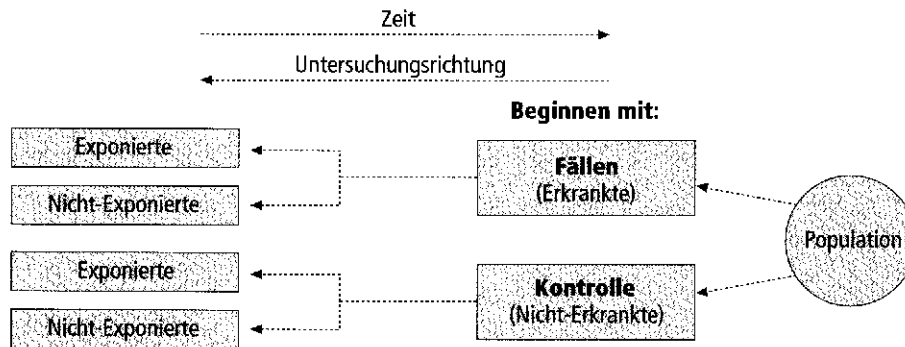 Zeit
Untersuchungsrichtung
Beginnen mit:
Exponierte
Nicht-Exponierte
Fällen
(Erkrankte)
Population
Exponierte
Nicht-Exponierte
Kontrolle
(Nicht-Erkrankte)